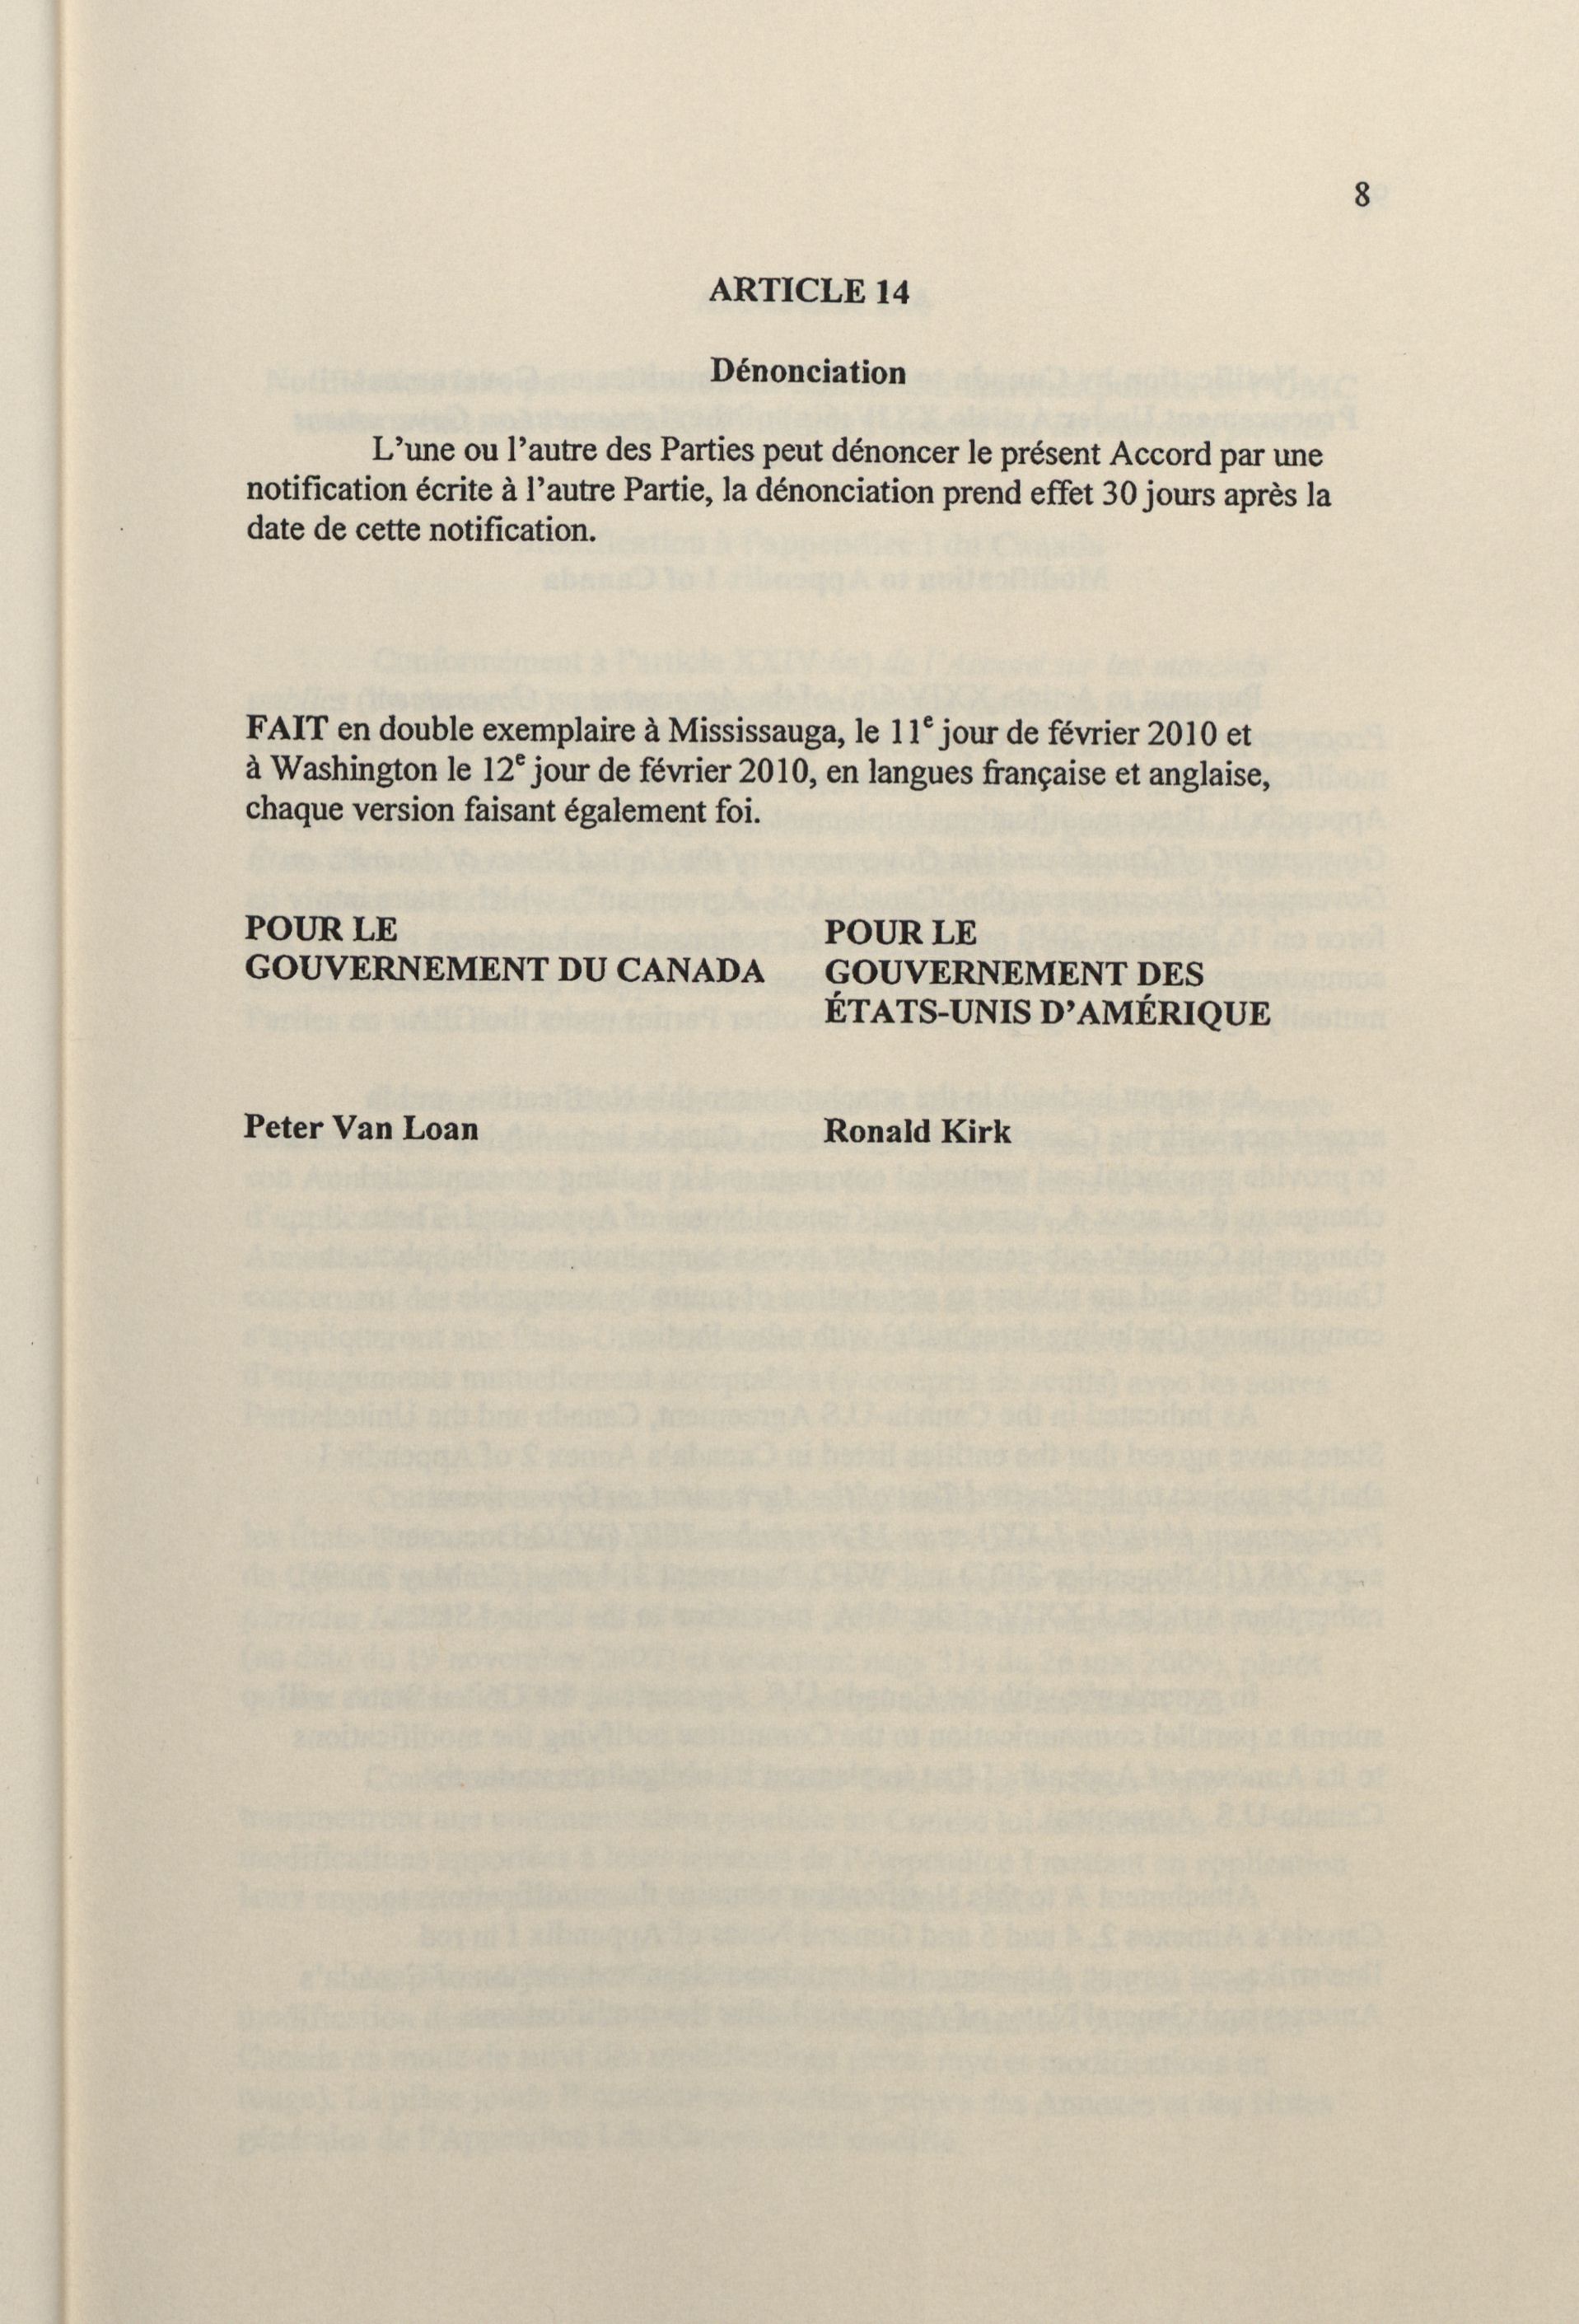 8
ARTICLE 14
Dénonciation
L'une ou l'autre des Parties peut dénoncer le présent Accord par une
notification écrite à l'autre Partie, la dénonciation prend effet 30 jours après la
date de cette notification.
FAIT en double exemplaire à Mississauga, le 11e jour de février 2010 et
à Washington le 12e jour de février 2010, en langues française et anglaise,
chaque version faisant également foi.
POUR LE
GOUVERNEMENT DU CANADA
POUR LE
GOUVERNEMENT DES
ÉTATS-UNIS D'AMÉRIQUE
Peter Van Loan
Ronald Kirk